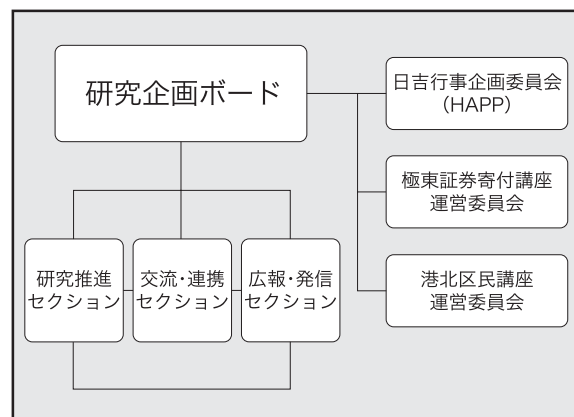 研究企画ボード
日吉行事企画委員会
（HAPP）
極東証券寄付講座
運営委員会
港北区民講座
運営委員会
研究推進
セクション
交流・連携
セクション
広報・発信
セクション